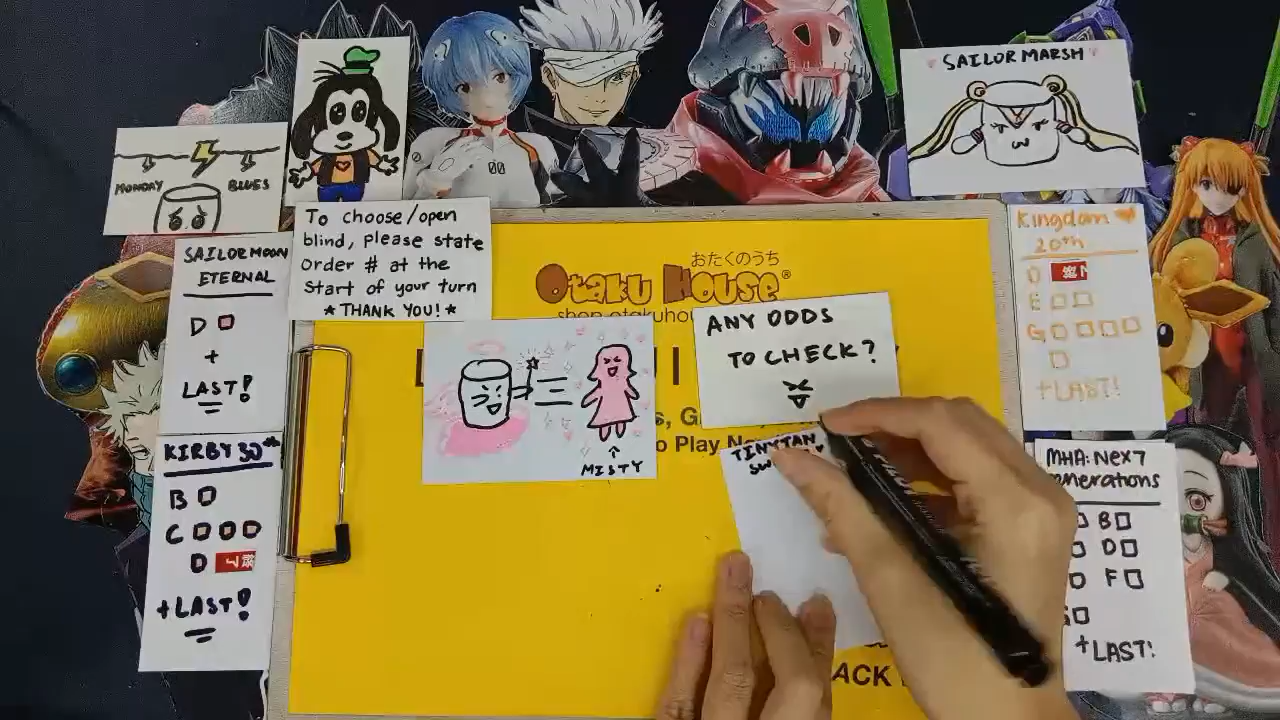 MONDAY BLUES
SAILORMOON
ETERNAL
D
+
LAST!
KIRBY 30th
B
C
D
+LAST!
To choose/open
blind, please state
Order # at the
Start of your turn
★ THANK YOU! ★
00
おたくのうち
Otaku House®
MISTY
ANY ODDS
TO CHECK?
TINYTAN
SAILOR MARSH
Kingdom
20th
E
G
+LAST!
MHA: Next
Generations
B
D
F
+LAST!